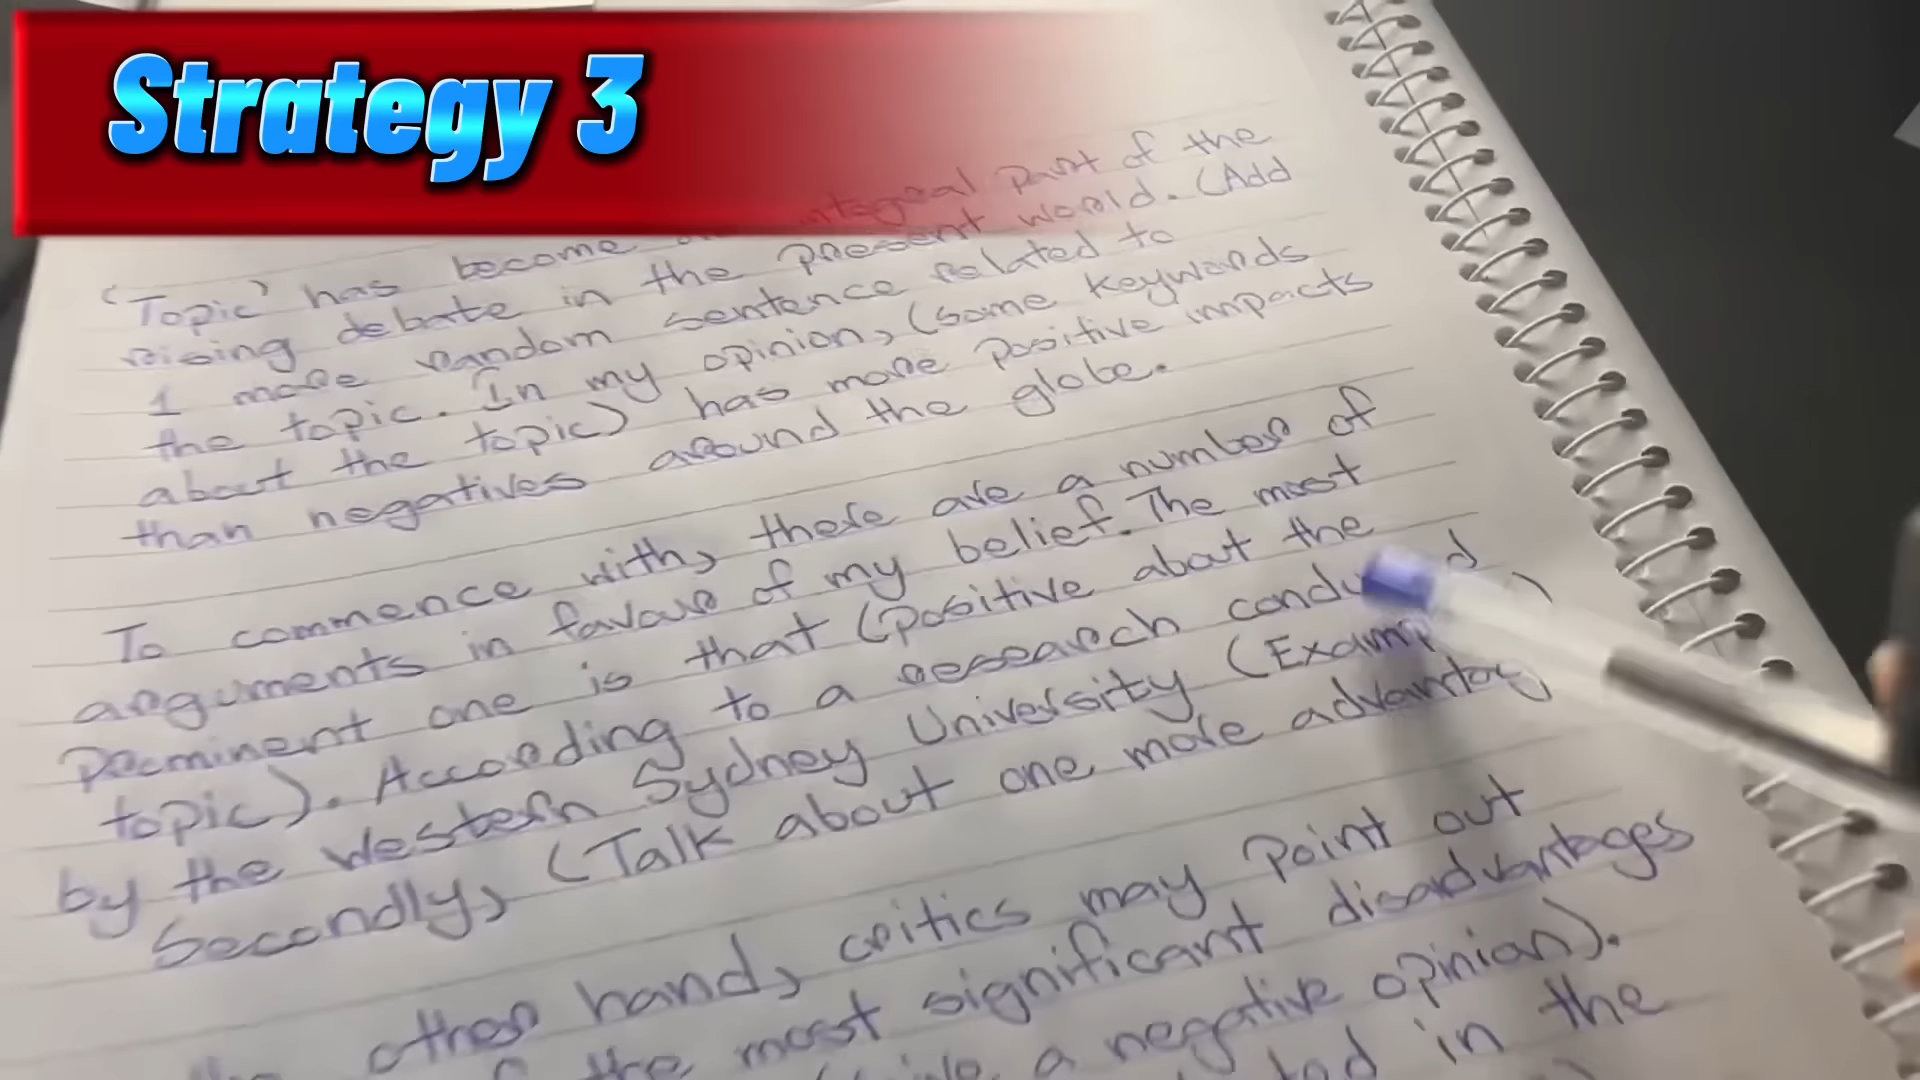 Strategy 3
'Topic' has become an integral part of the
rising debate in the present world. (Add
1 more random sentence related to
the topic. In my opinion, (some keywords
about the topic) has more positive impacts
than negatives around the globe.
To commence with, there are a number of
arguments in favour of my belief. The most
prominent one is that (positive about the
topic). According to a research
by the Western Sydney University
Secondly, (Talk about one more
other hand, critics may point out
the most significant disadvantages
a negative opinion).
in the